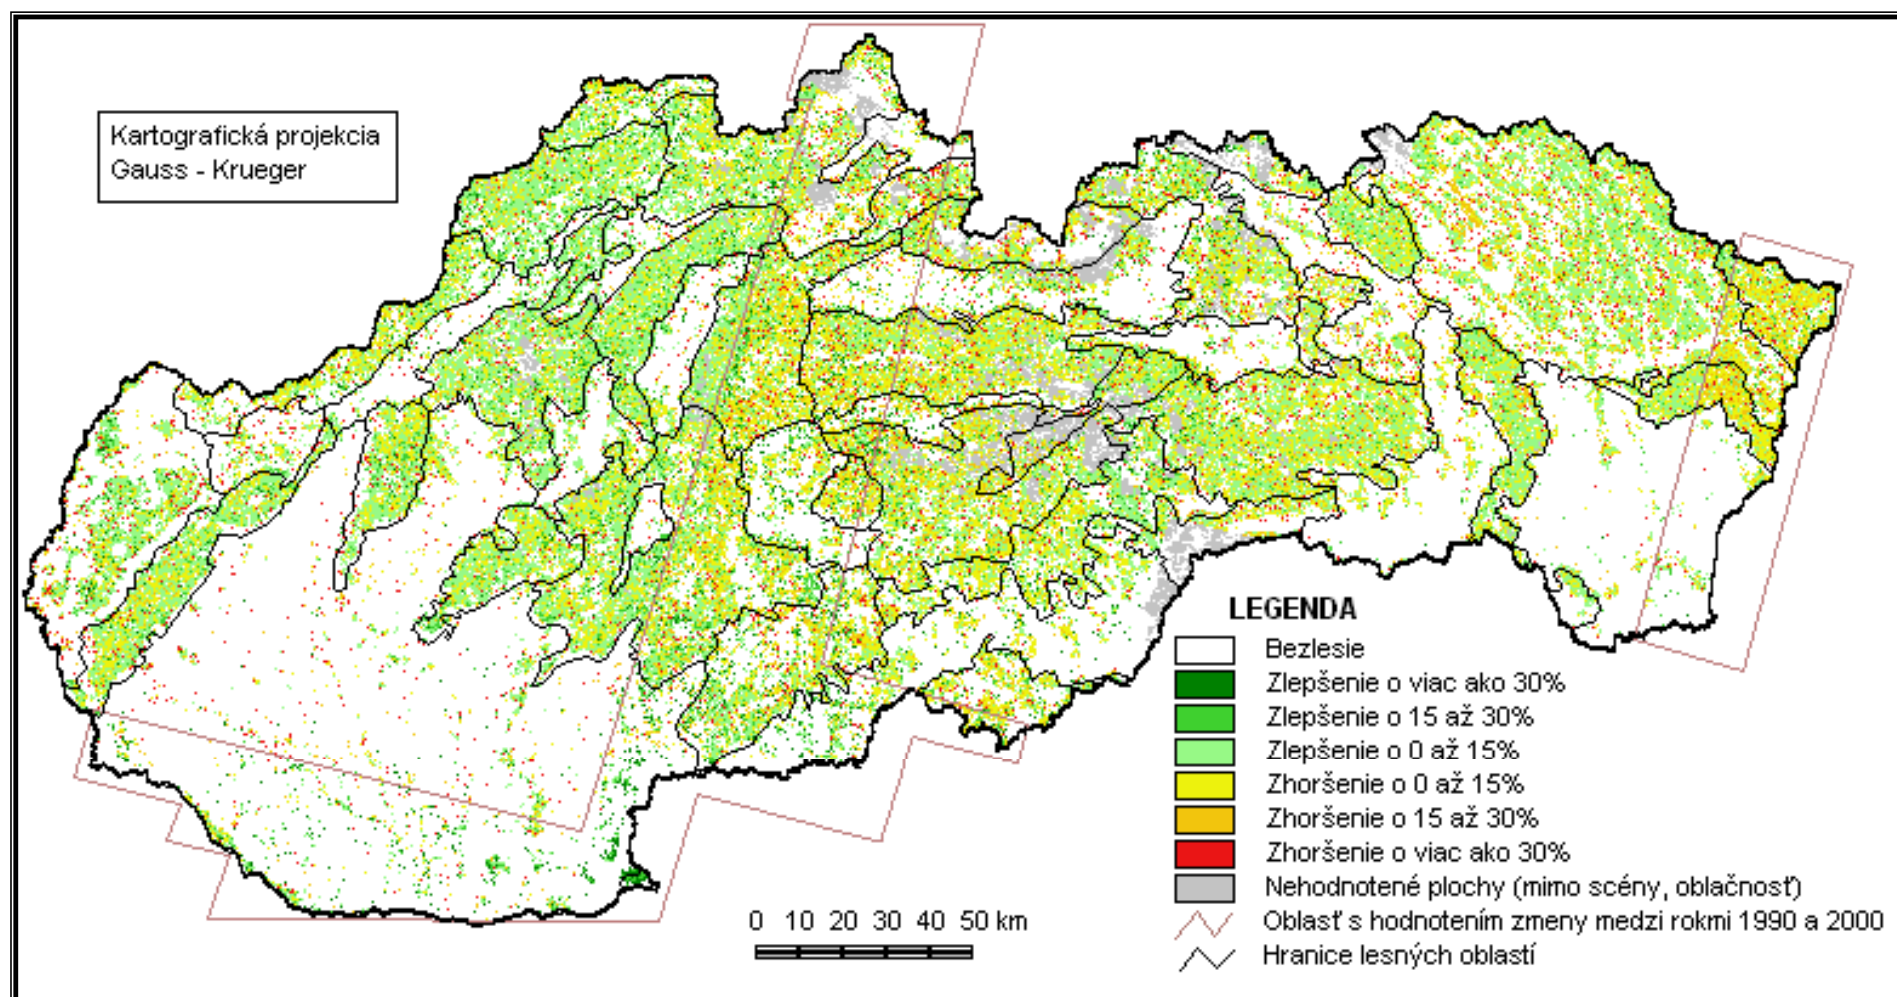 Kartografická projekcia
Gauss - Krueger
LEGENDA
Bezlesie
Zlepšenie o viac ako 30%
Zlepšenie o 15 až 30%
Zlepšenie o 0 až 15%
Zhoršenie o 0 až 15%
Zhoršenie o 15 až 30%
Zhoršenie o viac ako 30%
Nehodnotené plochy (mimo scény, oblačnosť)
Oblasť s hodnotením zmeny medzi rokmi 1990 a 2000
Hranice lesných oblastí
0 10 20 30 40 50 km